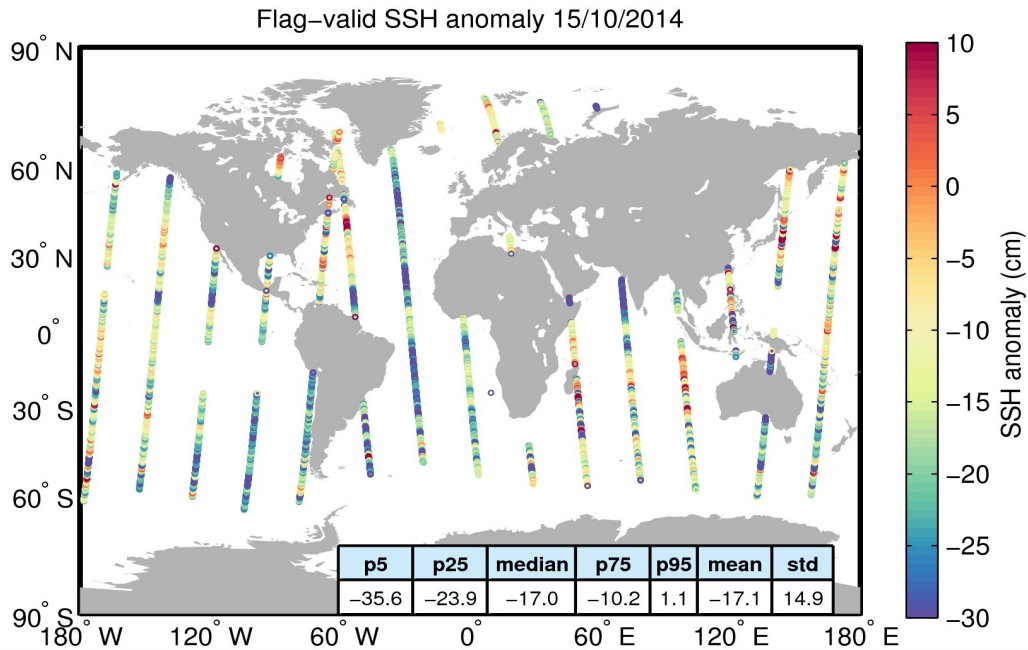 Flag−valid SSH anomaly 15/10/2014
90° N
60° N
30° N
0°
30° S
60° S
90° S
180° W 120° W 60° W 0° 60° E 120° E 180° E
p5 p25 median p75 p95 mean std
−35.6 −23.9 −17.0 −10.2 1.1 −17.1 14.9
10
5
0
−5
−10
−15
−20
−25
−30
SSH anomaly (cm)